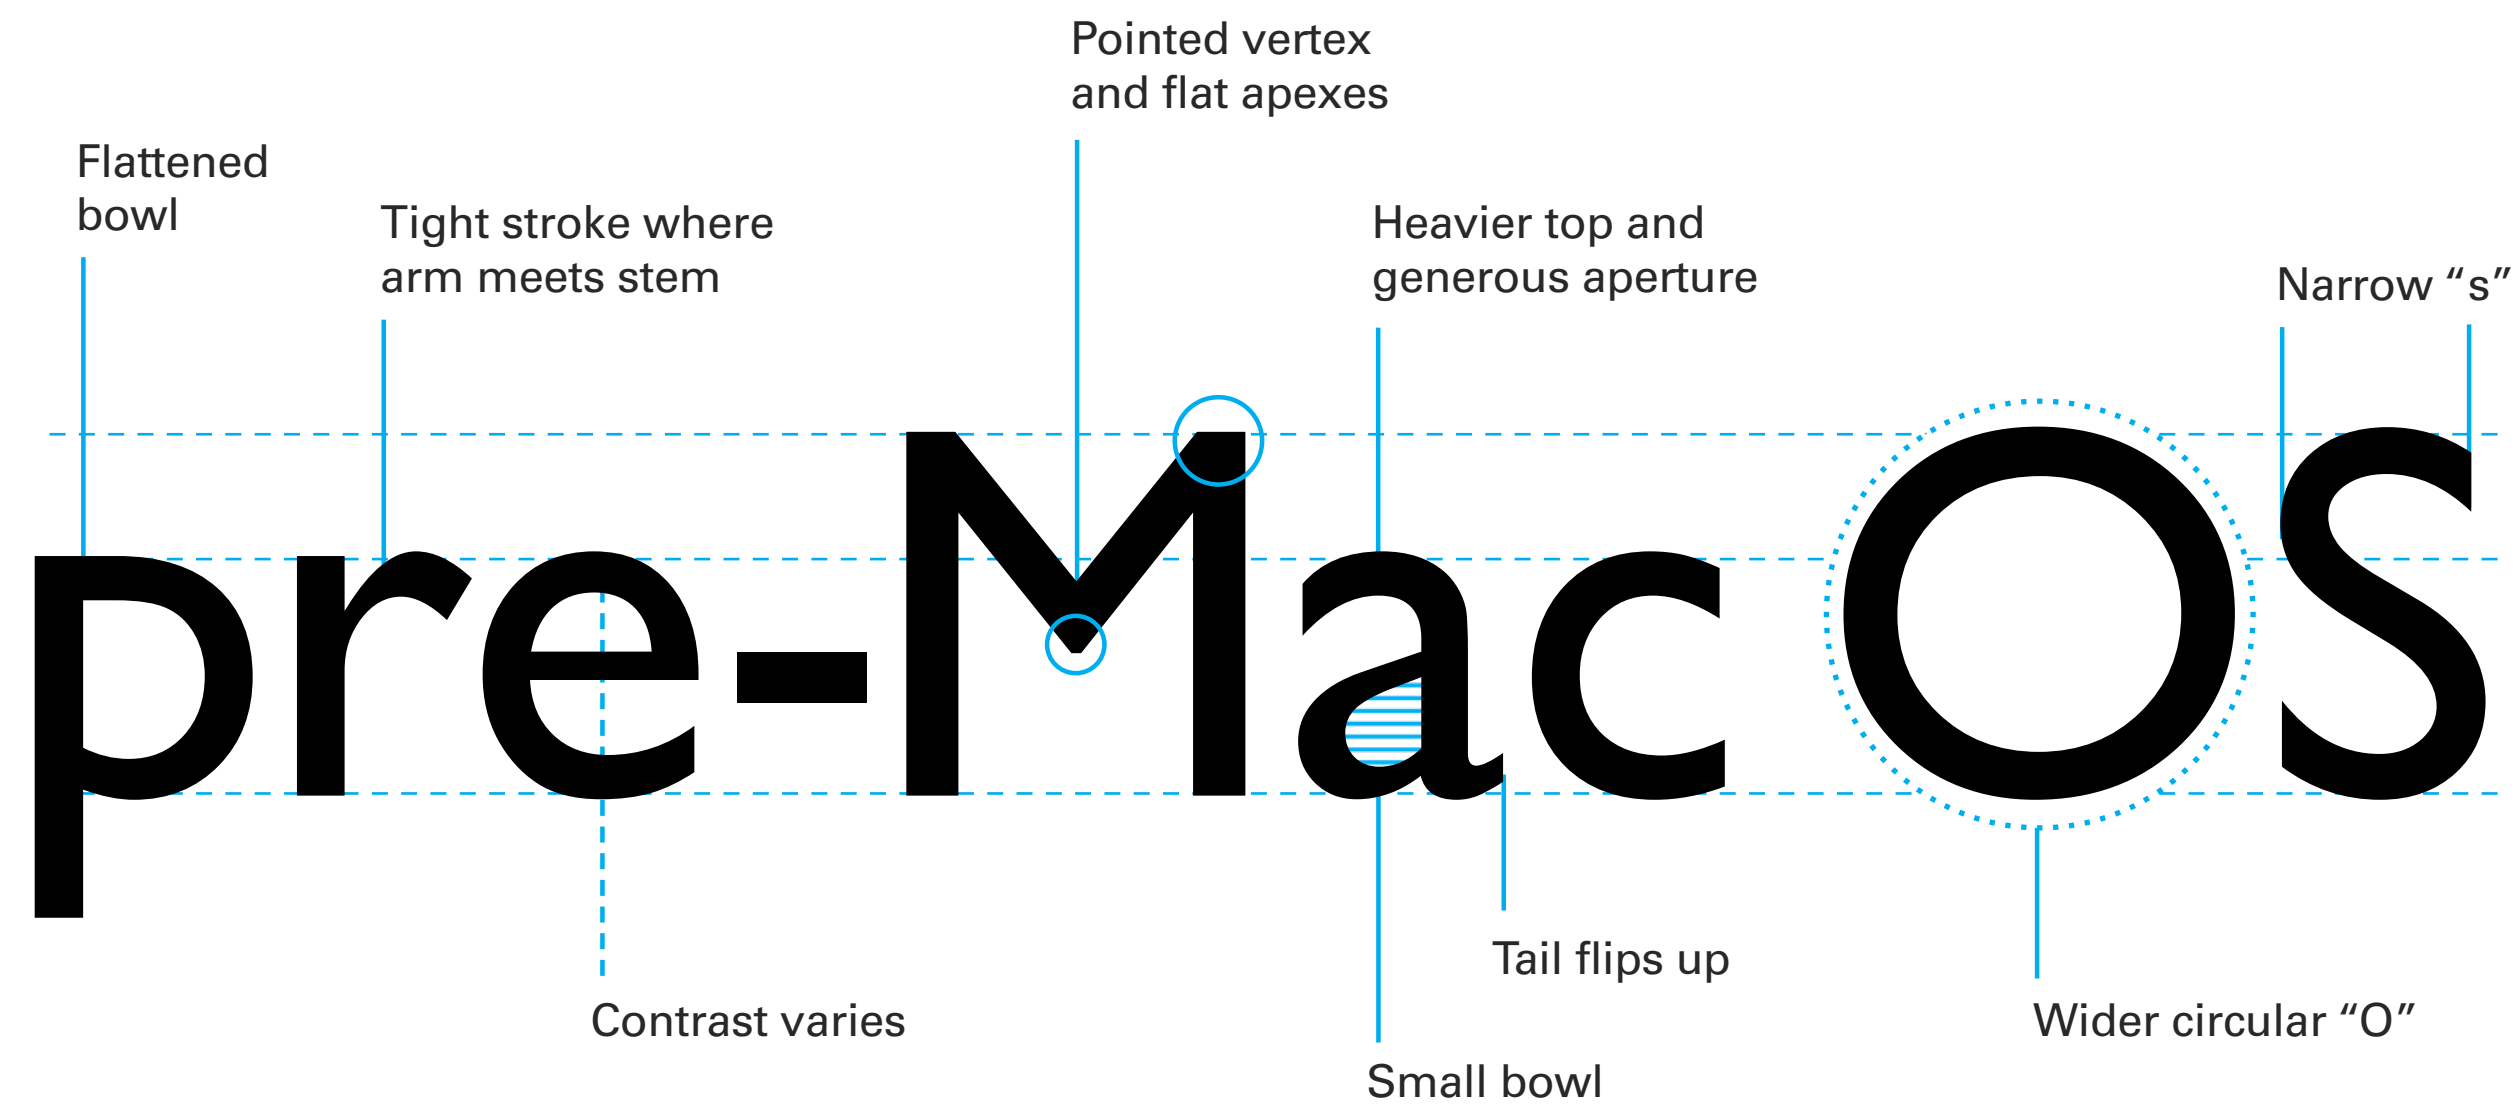 Pointed vertex
and flat apexes
Flattened
bowl
Tight stroke where
arm meets stem
Heavier top and
generous aperture
Narrow “s”
pre-Mac OS
Tail flips up
Contrast varies
Wider circular “O”
Small bowl